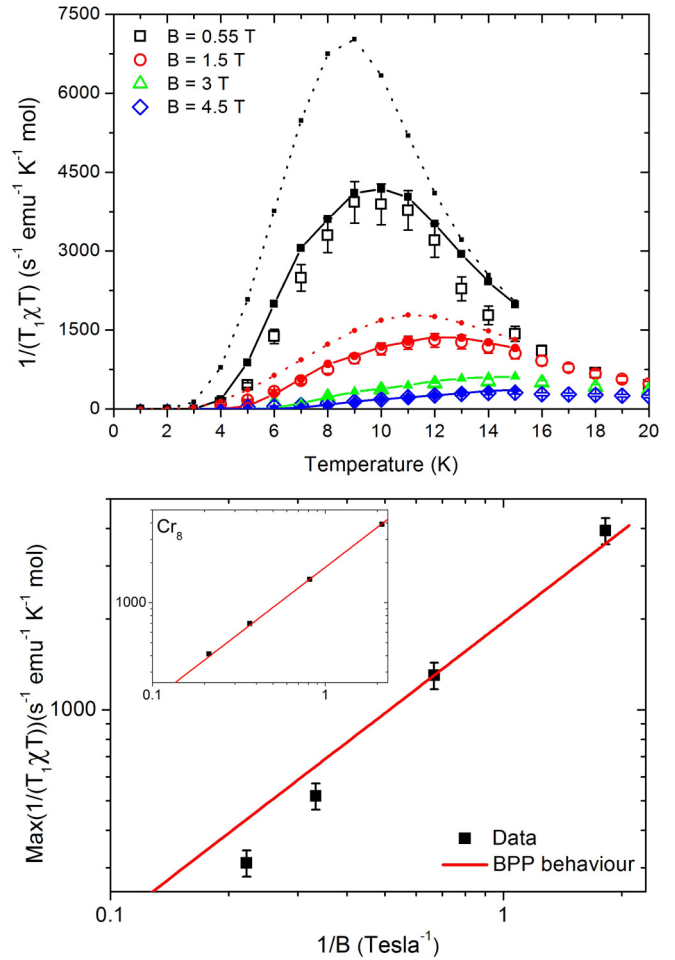 7500
6000
4500
3000
1500
0
1/(T₁χT) (s⁻¹ emu⁻¹ K⁻¹ mol)
B = 0.55 T
B = 1.5 T
B = 3 T
B = 4.5 T
0 2 4 6 8 10 12 14 16 18 20
Temperature (K)
Max(1/(T₁χT))(s⁻¹ emu⁻¹ K⁻¹ mol)
1000
Cr₈
1000
0.1 1
Data
BPP behaviour
0.1 1
1/B (Tesla⁻¹)